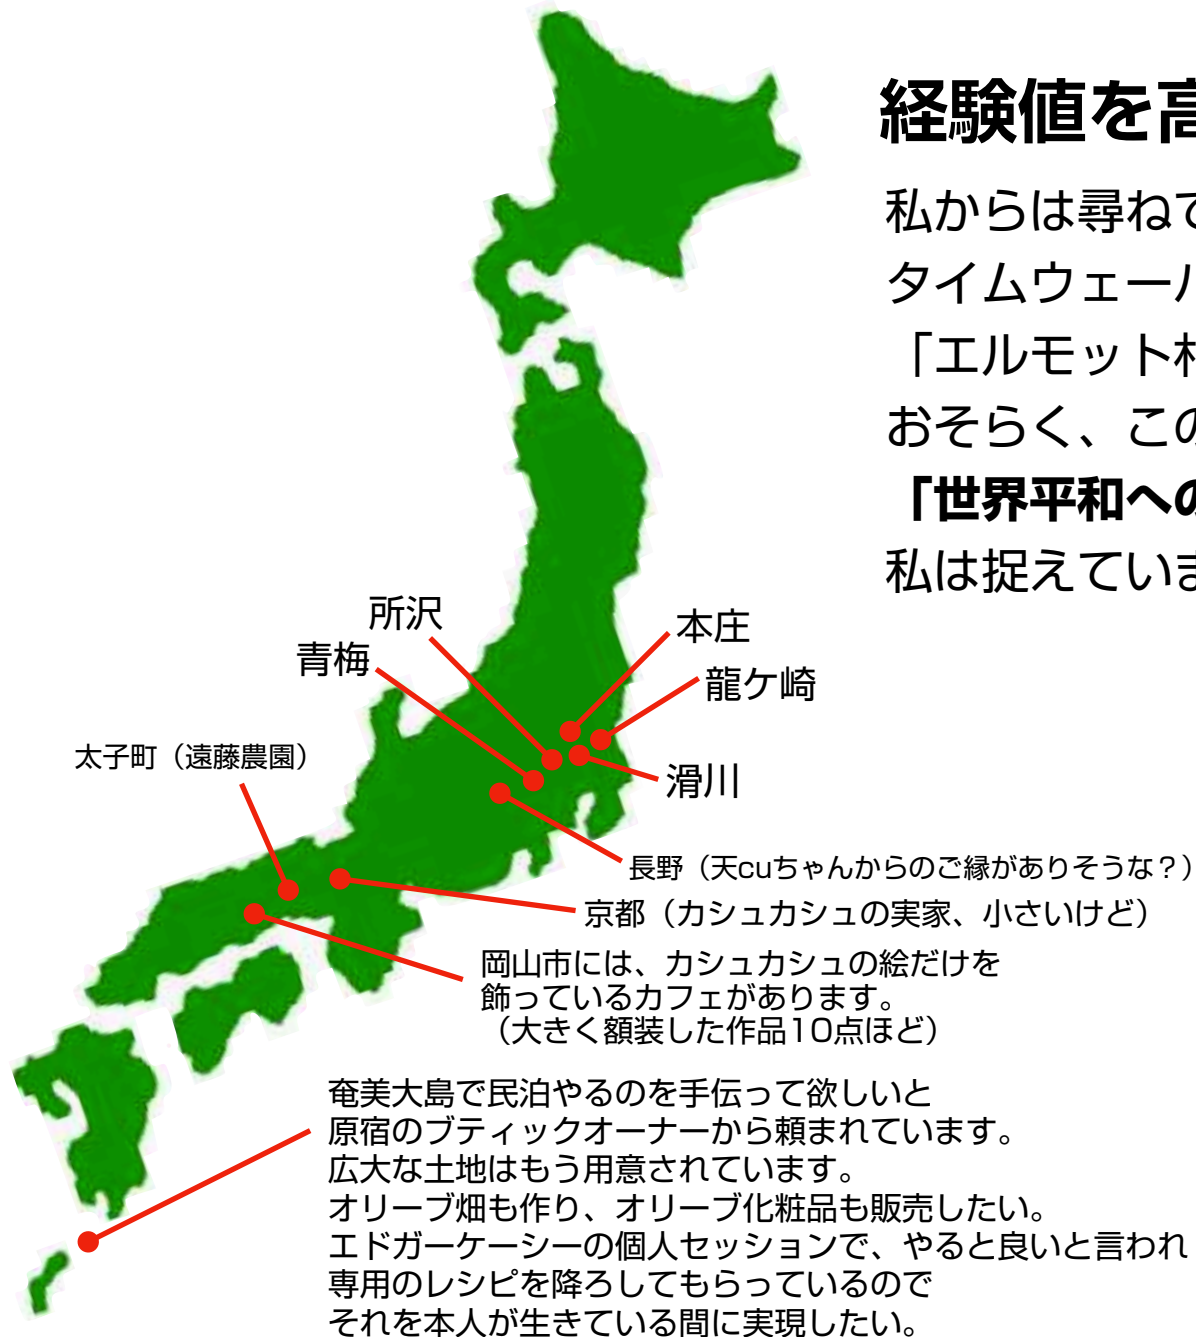 経験値を高
私からは尋ねて
タイムウェー
「エルモット村
おそらく、この
「世界平和への
私は捉えていま
所沢
青梅
本庄
龍ケ崎
太子町（遠藤農園）
滑川
長野（天cuちゃんからのご縁がありそうな？）
京都（カシュカシュの実家、小さいけど）
岡山市には、カシュカシュの絵だけを
飾っているカフェがあります。
（大きく額装した作品10点ほど）
奄美大島で民泊やるのを手伝って欲しいと
原宿のブティックオーナーから頼まれています。
広大な土地はもう用意されています。
オリーブ畑も作り、オリーブ化粧品も販売したい。
エドガーケーシーの個人セッションで、やると良いと言われ
専用のレシピを降ろしてもらっているので
それを本人が生きている間に実現したい。